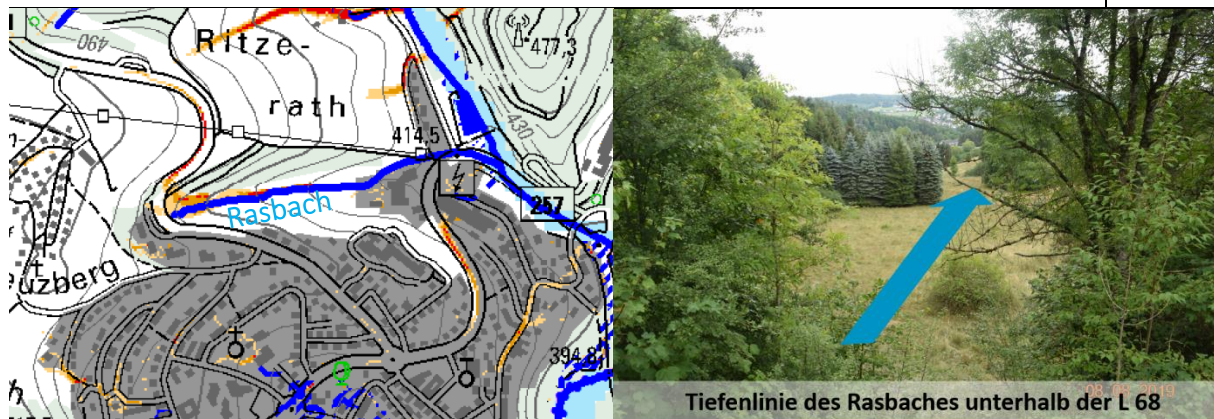 490
Ritze-
rath
477,3
430
414,5
Rasbach
257
uzberg
394,8
Q
Tiefenlinie des Rasbaches unterhalb der L 68
08.08.2019